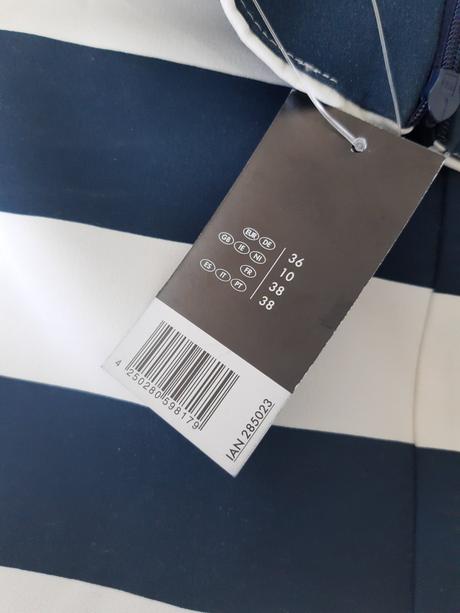 EUR DE 36
GB IE NI 10
FR 38
ES IT PT 38
4 250280 598179
IAN 285023